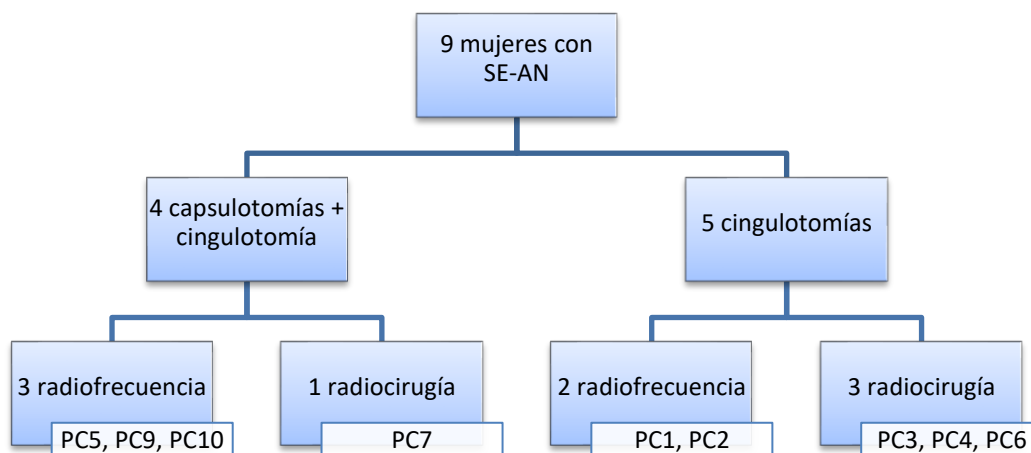 9 mujeres con
SE-AN
4 capsulotomías +
cingulotomía
5 cingulotomías
3 radiofrecuencia
PC5, PC9, PC10
1 radiocirugía
PC7
2 radiofrecuencia
PC1, PC2
3 radiocirugía
PC3, PC4, PC6